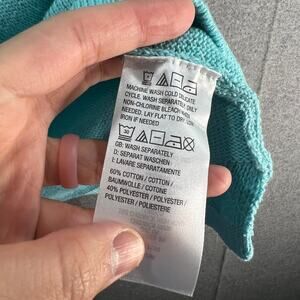 MACHINE WASH COLD DELICATE
CYCLE. WASH SEPARATELY ONLY
NON-CHLORINE BLEACH WHEN
NEEDED. LAY FLAT TO DRY
IRON IF NEEDED
GB: WASH SEPARATELY
D: SEPARAT WASCHEN
I: LAVARE SEPARATAMENTE
60% COTTON / COTTON /
BAUMWOLLE / COTONE
40% POLYESTER / POLYESTER /
POLYESTER / POLIESTERE